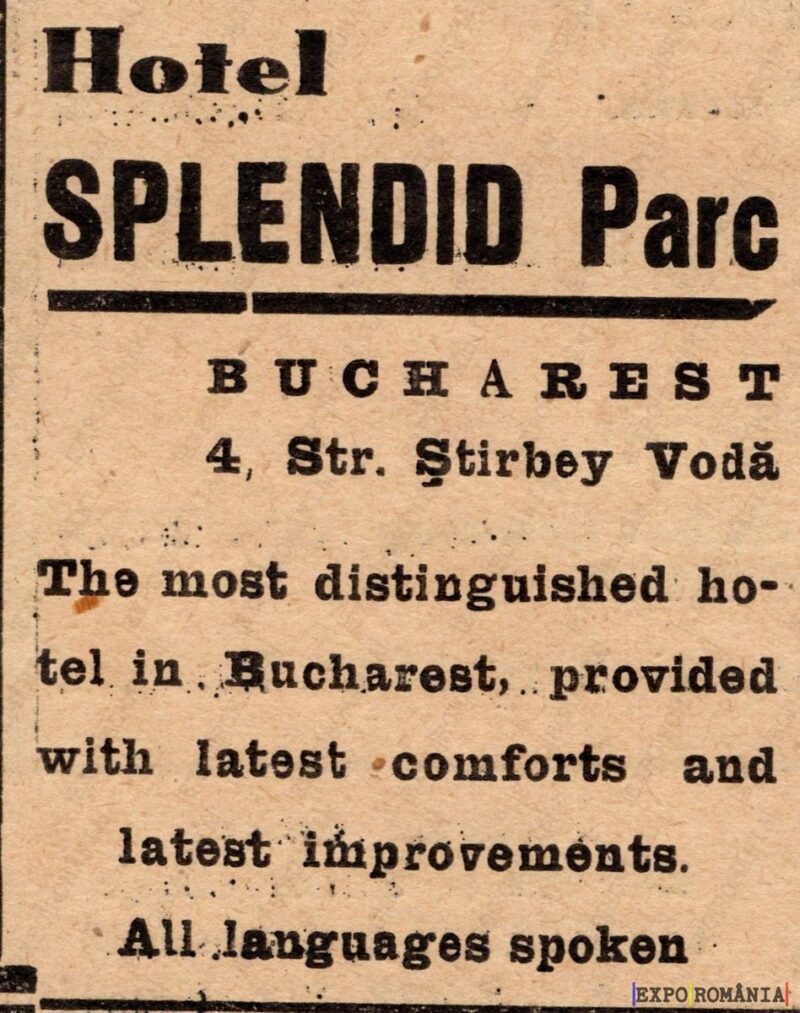 Hotel
SPLENDID Parc
BUCHAREST
4, Str. Ştirbey Vodă
The most distinguished ho-
tel in Bucharest, provided
with latest comforts and
latest improvements.
All languages spoken
EXPO ROMÂNIA